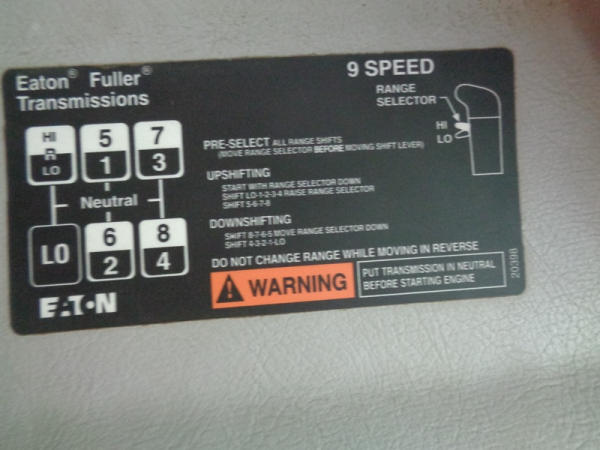 Eaton® Fuller®
Transmissions
9 SPEED
RANGE
SELECTOR
HI
LO
HI
R
LO
5
1
7
3
Neutral
LO
6
2
8
4
PRE-SELECT ALL RANGE SHIFTS
(MOVE RANGE SELECTOR BEFORE MOVING SHIFT LEVER)
UPSHIFTING
START WITH RANGE SELECTOR DOWN
SHIFT LO-1-2-3-4 RAISE RANGE SELECTOR
SHIFT 5-6-7-8
DOWNSHIFTING
SHIFT 8-7-6-5 MOVE RANGE SELECTOR DOWN
SHIFT 4-3-2-1-LO
DO NOT CHANGE RANGE WHILE MOVING IN REVERSE
WARNING
PUT TRANSMISSION IN NEUTRAL
BEFORE STARTING ENGINE
20398
EATON